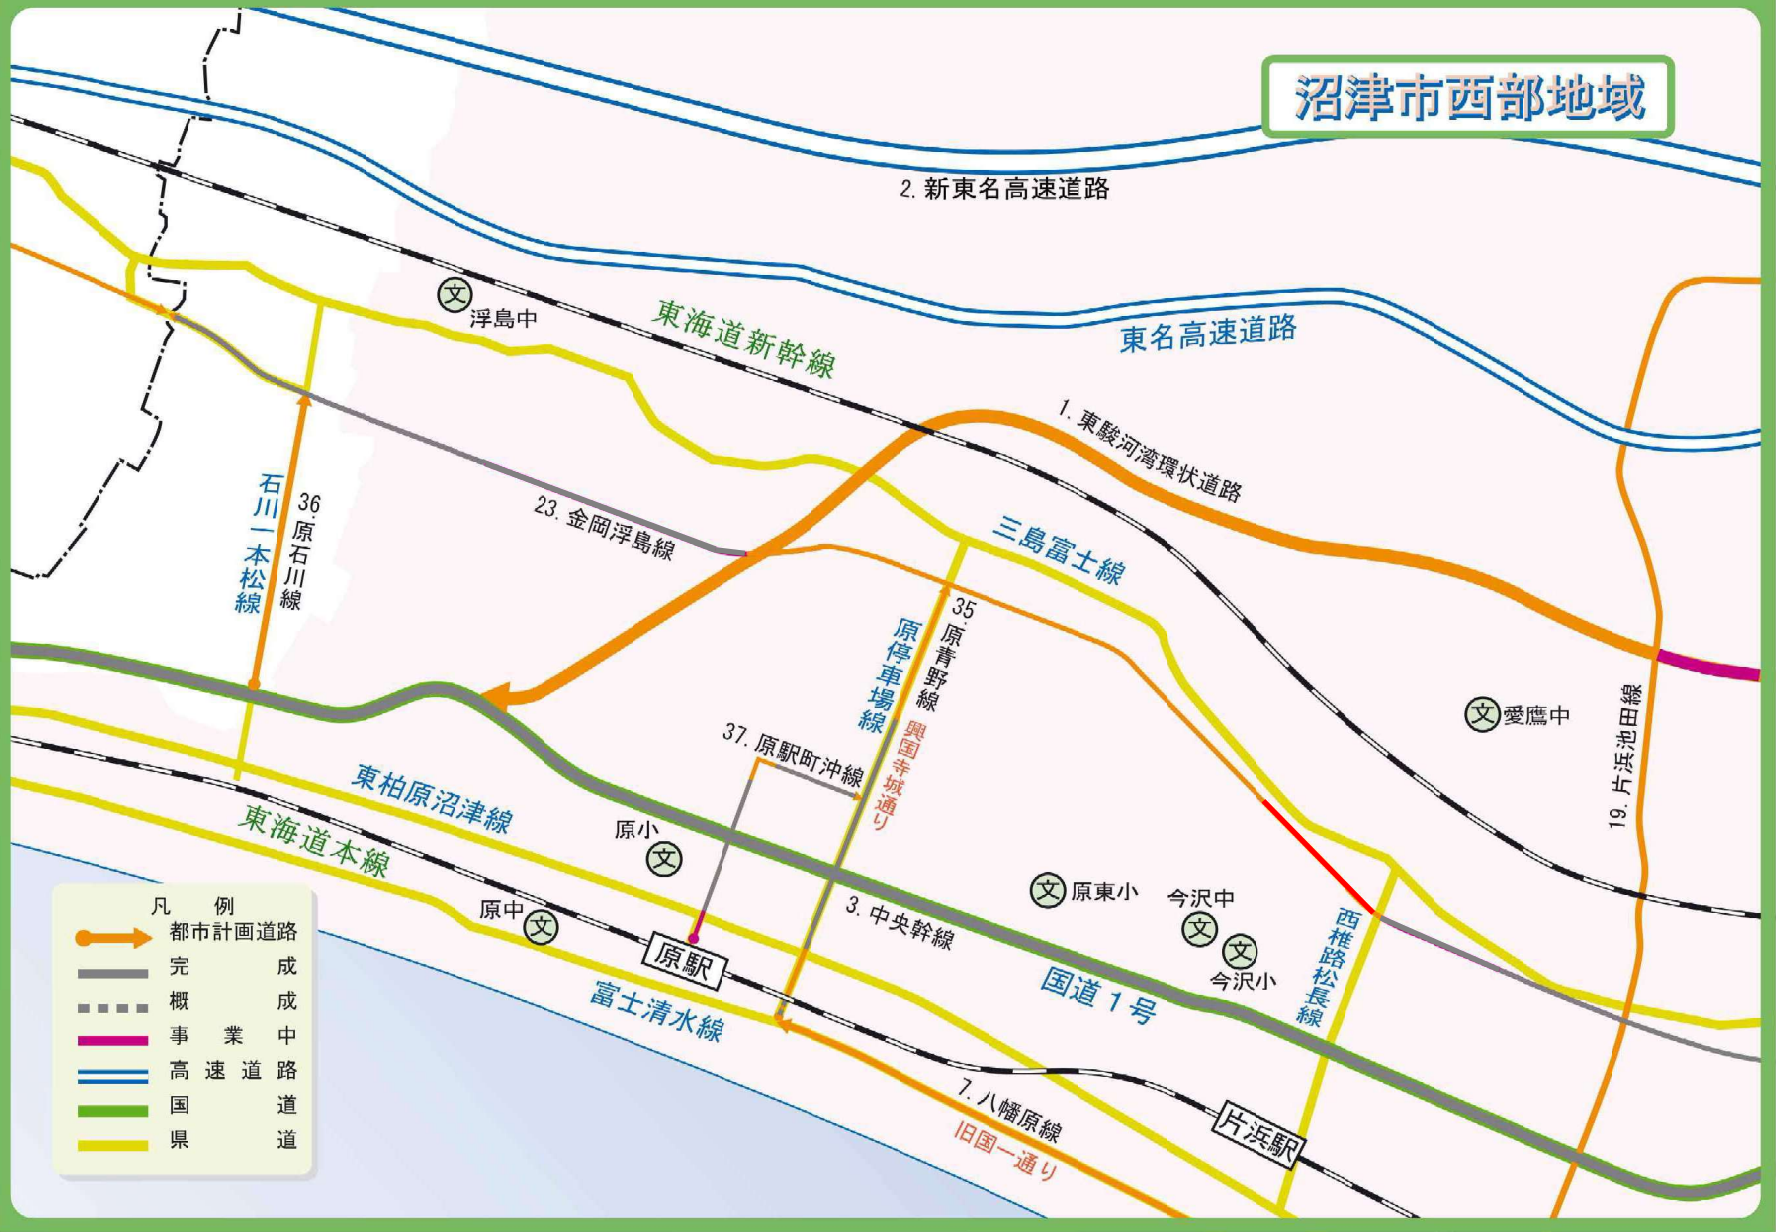 沼津市西部地域
2. 新東名高速道路
文
浮島中
東海道新幹線
東名高速道路
1. 東駿河湾環状道路
石川一本松線
36. 原石川線
23. 金岡浮島線
三島富士線
35. 原青野線
原停車場線
興国寺城通り
文
愛鷹中
19. 片浜池田線
37. 原駅町沖線
東柏原沼津線
東海道本線
原小
文
文
原東小
今沢中
文
文
今沢小
西椎路松長線
3. 中央幹線
国道1号
原中
文
原駅
富士清水線
7. 八幡原線
旧国一通り
片浜駅
凡 例
都市計画道路
完成
概成
事業中
高速道路
国道
県道